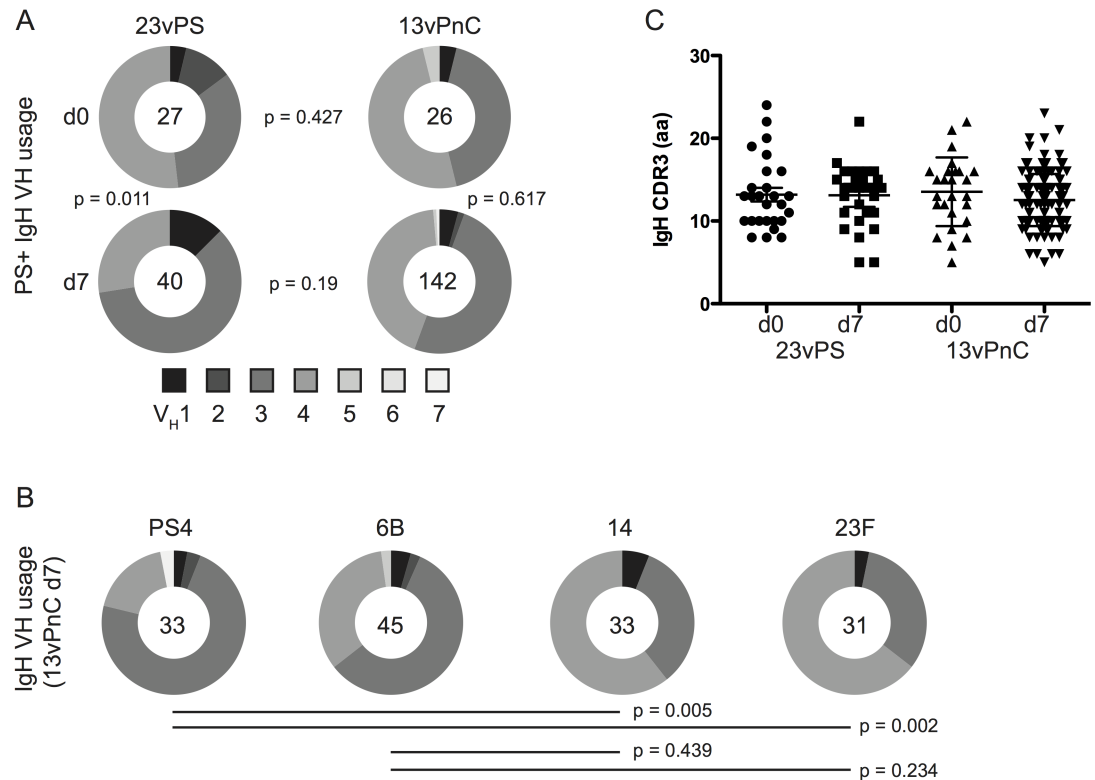 A
23vPS
13vPnC
PS+ IgH VH usage
d0
27
p = 0.427
26
p = 0.011
p = 0.617
d7
40
p = 0.19
142
VH1 2 3 4 5 6 7
C
IgH CDR3 (aa)
30
20
10
0
d0 d7 d0 d7
23vPS 13vPnC
B
IgH VH usage
(13vPnC d7)
PS4 6B 14 23F
33 45 33 31
p = 0.005
p = 0.002
p = 0.439
p = 0.234